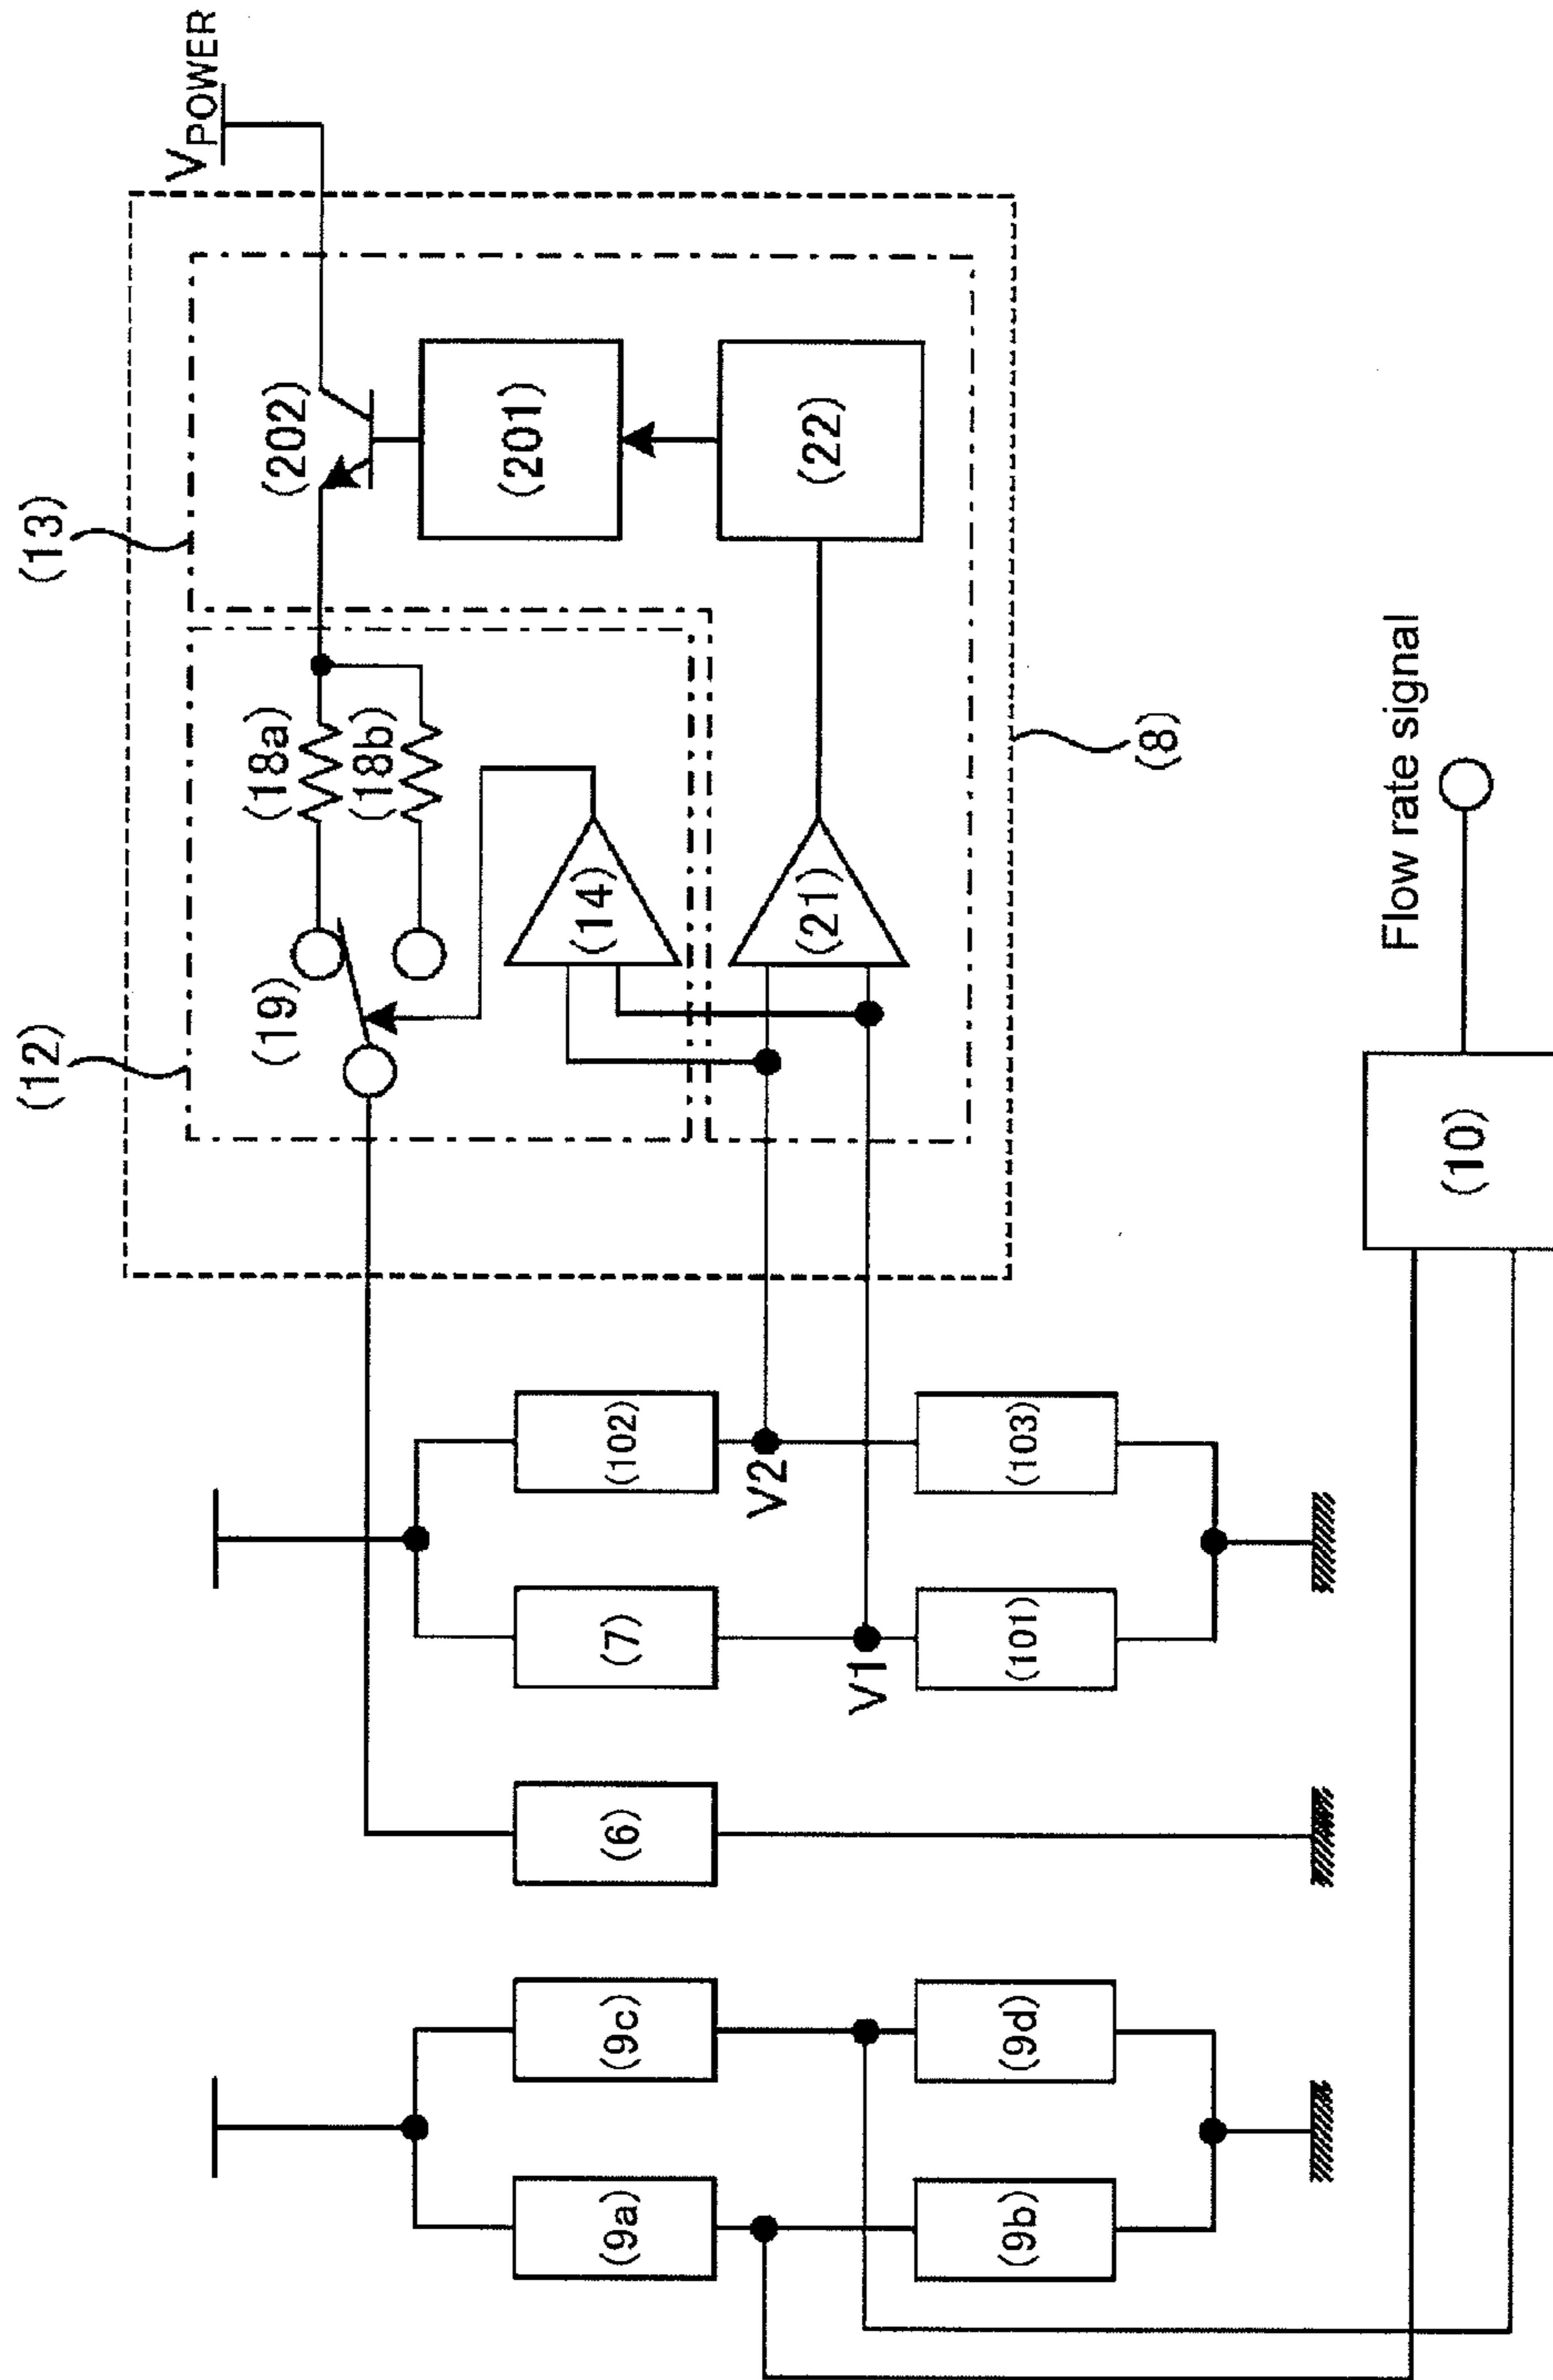 (13)
(12)
VPOWER
(202)
(18a)
(18b)
(19)
(201)
(14)
(22)
(21)
(8)
(102)
(7)
V2
V1
(103)
(101)
(6)
(9c)
(9a)
(9d)
(9b)
(10)
Flow rate signal